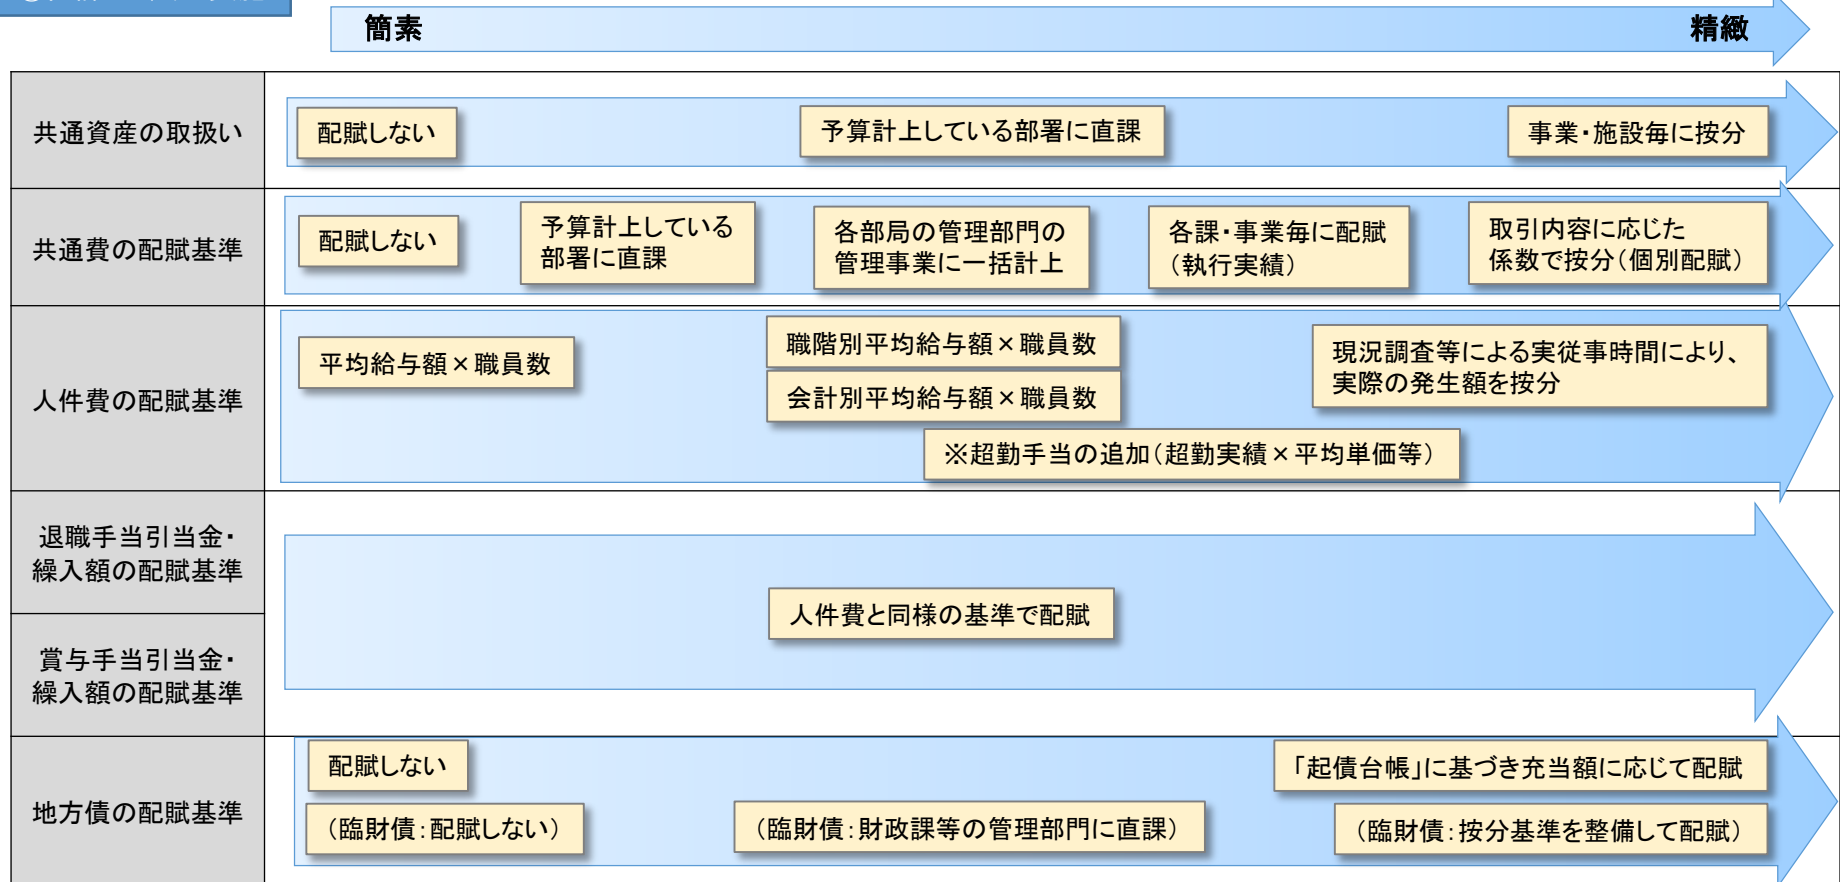 簡素
精緻
共通資産の取扱い
配賦しない
予算計上している部署に直課
事業・施設毎に按分
共通費の配賦基準
配賦しない
予算計上している
部署に直課
各部局の管理部門の
管理事業に一括計上
各課・事業毎に配賦
（執行実績）
取引内容に応じた
係数で按分（個別配賦）
人件費の配賦基準
平均給与額×職員数
職階別平均給与額×職員数
会計別平均給与額×職員数
現況調査等による実従事時間により、
実際の発生額を按分
※超勤手当の追加（超勤実績×平均単価等）
退職手当引当金・
繰入額の配賦基準
賞与手当引当金・
繰入額の配賦基準
人件費と同様の基準で配賦
地方債の配賦基準
配賦しない
「起債台帳」に基づき充当額に応じて配賦
（臨財債：配賦しない）
（臨財債：財政課等の管理部門に直課）
（臨財債：按分基準を整備して配賦）